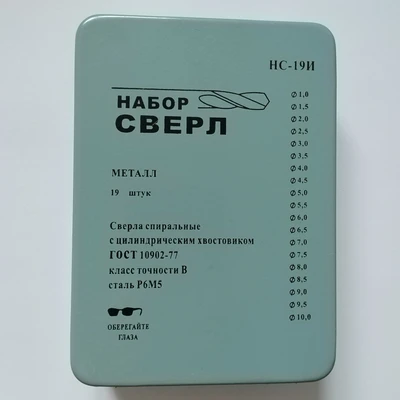 НС-19И
НАБОР
СВЕРЛ
МЕТАЛЛ
19 штук
Сверла спиральные
с цилиндрическим хвостовиком
ГОСТ 10902-77
класс точности В
сталь Р6М5
ОБЕРЕГАЙТЕ
ГЛАЗА
Ø 1,0
Ø 1,5
Ø 2,0
Ø 2,5
Ø 3,0
Ø 3,5
Ø 4,0
Ø 4,5
Ø 5,0
Ø 5,5
Ø 6,0
Ø 6,5
Ø 7,0
Ø 7,5
Ø 8,0
Ø 8,5
Ø 9,0
Ø 9,5
Ø 10,0